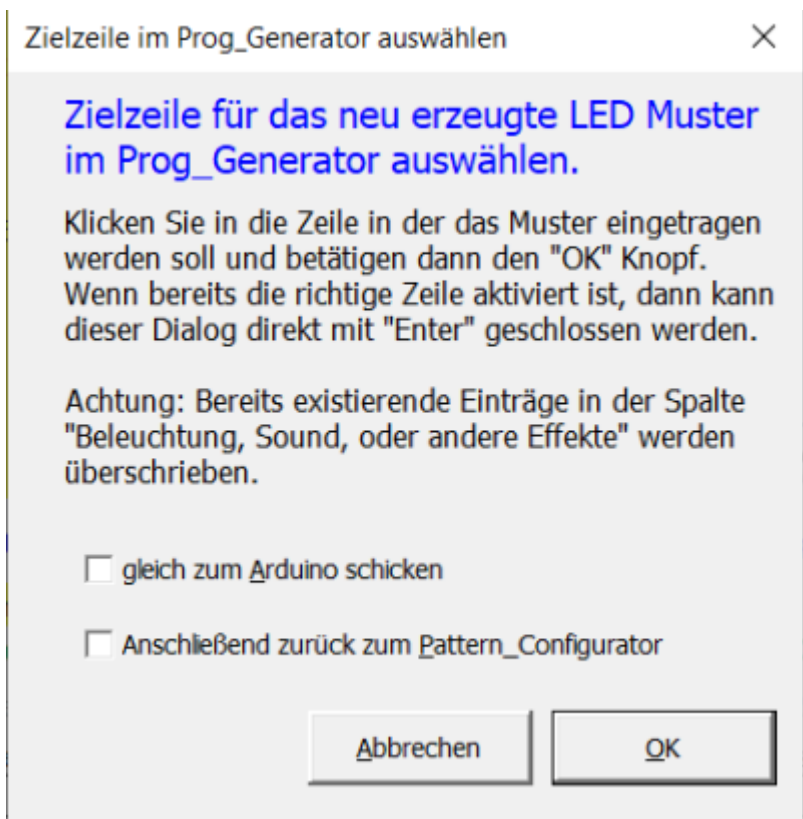 Zielzeile im Prog_Generator auswählen
Zielzeile für das neu erzeugte LED Muster
im Prog_Generator auswählen.
Klicken Sie in die Zeile in der das Muster eingetragen
werden soll und betätigen dann den "OK" Knopf.
Wenn bereits die richtige Zeile aktiviert ist, dann kann
dieser Dialog direkt mit "Enter" geschlossen werden.
Achtung: Bereits existierende Einträge in der Spalte
"Beleuchtung, Sound, oder andere Effekte" werden
überschrieben.
gleich zum Arduino schicken
Anschließend zurück zum Pattern_Configurator
Abbrechen
OK